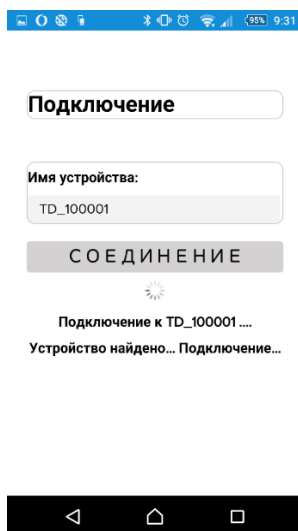 95% 9:31
Подключение
Имя устройства:
TD_100001
СОЕДИНЕНИЕ
Подключение к TD_100001 ....
Устройство найдено... Подключение...